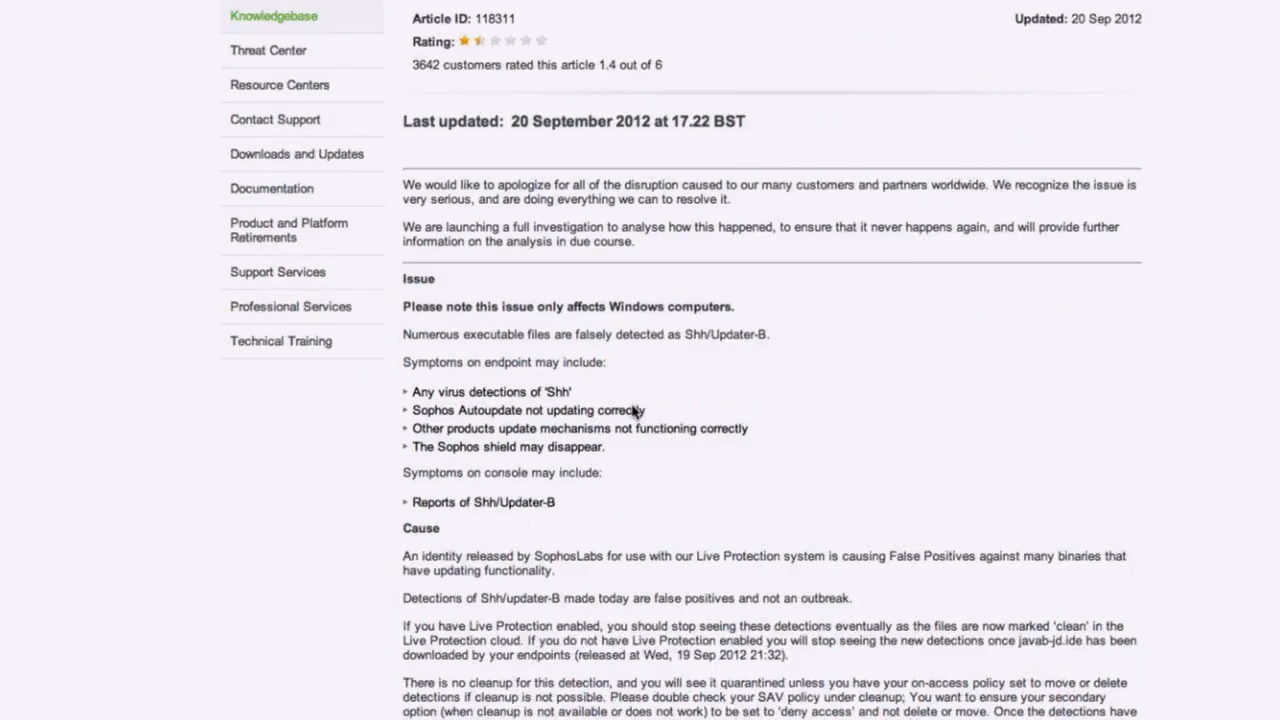 Knowledgebase
Threat Center
Resource Centers
Contact Support
Downloads and Updates
Documentation
Product and Platform
Retirements
Support Services
Professional Services
Technical Training
Article ID: 118311
Updated: 20 Sep 2012
Rating:
3642 customers rated this article 1.4 out of 6
Last updated: 20 September 2012 at 17.22 BST
We would like to apologize for all of the disruption caused to our many customers and partners worldwide. We recognize the issue is
very serious, and are doing everything we can to resolve it.
We are launching a full investigation to analyse how this happened, to ensure that it never happens again, and will provide further
information on the analysis in due course.
Issue
Please note this issue only affects Windows computers.
Numerous executable files are falsely detected as Shh/Updater-B.
Symptoms on endpoint may include:
Any virus detections of 'Shh'
Sophos Autoupdate not updating correctly
Other products update mechanisms not functioning correctly
The Sophos shield may disappear.
Symptoms on console may include:
Reports of Shh/Updater-B
Cause
An identity released by SophosLabs for use with our Live Protection system is causing False Positives against many binaries that
have updating functionality.
Detections of Shh/updater-B made today are false positives and not an outbreak.
If you have Live Protection enabled, you should stop seeing these detections eventually as the files are now marked 'clean' in the
Live Protection cloud. If you do not have Live Protection enabled you will stop seeing the new detections once javab-jd.ide has been
downloaded by your endpoints (released at Wed, 19 Sep 2012 21:32).
There is no cleanup for this detection, and you will see it quarantined unless you have your on-access policy set to move or delete
detections if cleanup is not possible. Please double check your SAV policy under cleanup; You want to ensure your secondary
option (when cleanup is not available or does not work) to be set to 'deny access' and not delete or move. Once the detections have